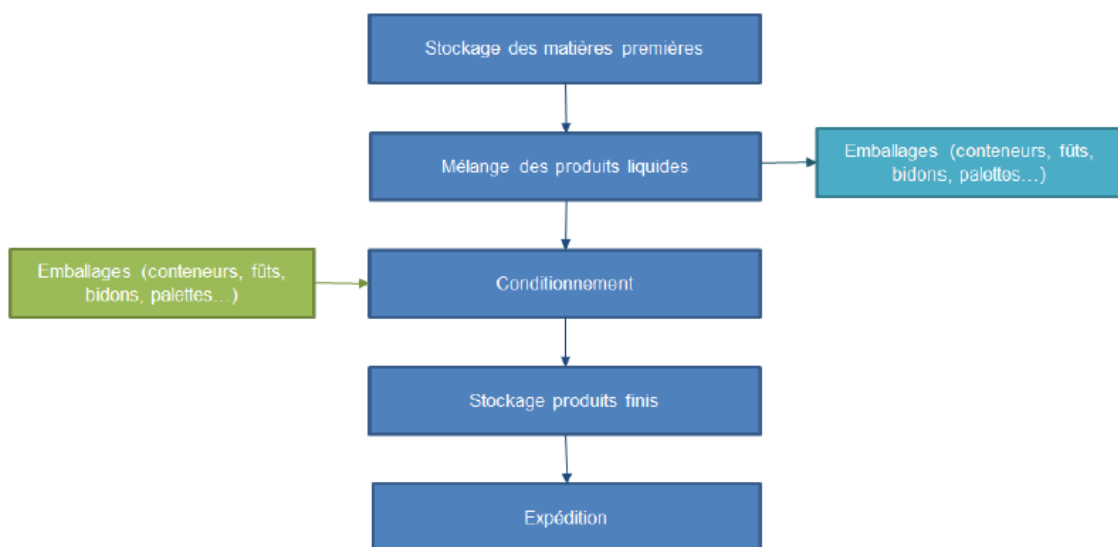 Stockage des matières premières
Mélange des produits liquides
Emballages (conteneurs, fûts,
bidons, palettes…)
Emballages (conteneurs, fûts,
bidons, palettes…)
Conditionnement
Stockage produits finis
Expédition